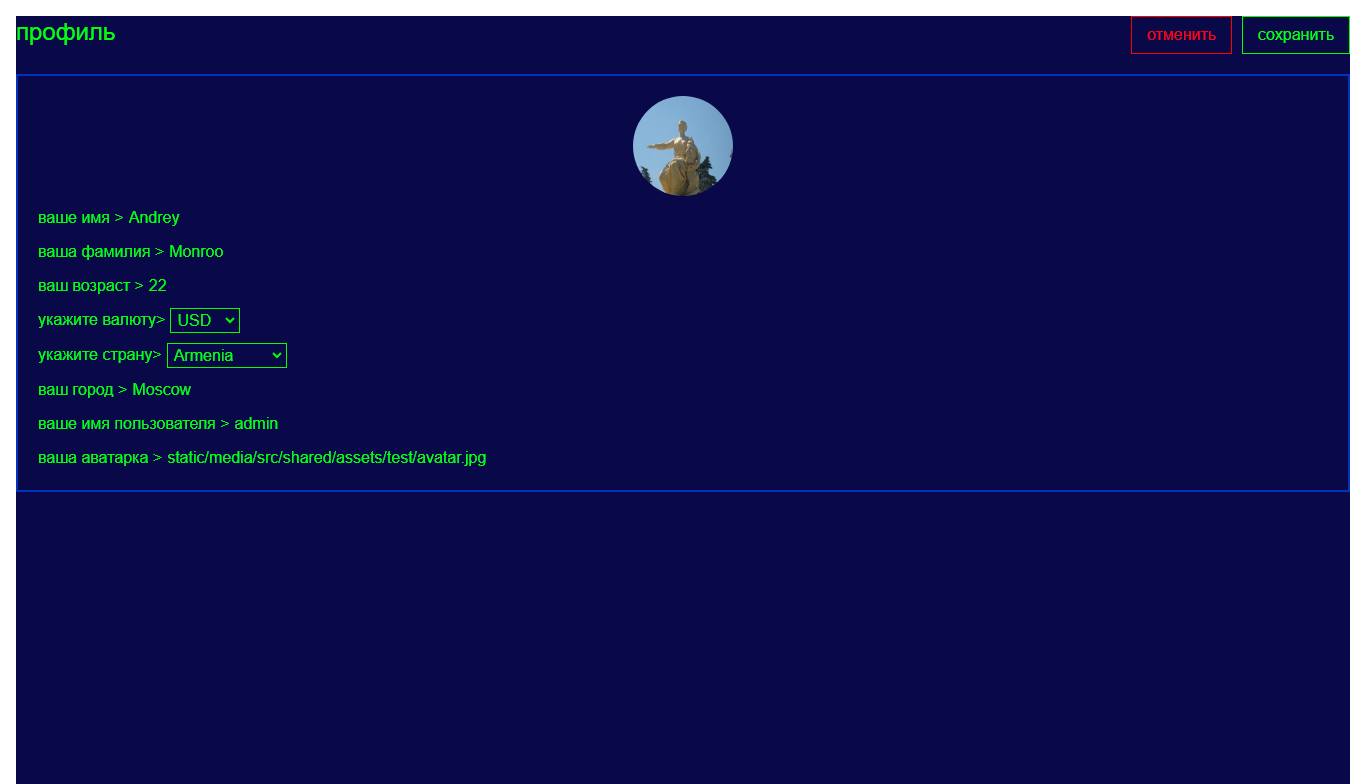 профиль
отменить
сохранить
ваше имя > Andrey
ваша фамилия > Monroo
ваш возраст > 22
укажите валюту> USD
укажите страну> Armenia
ваш город > Moscow
ваше имя пользователя > admin
ваша аватарка > static/media/src/shared/assets/test/avatar.jpg